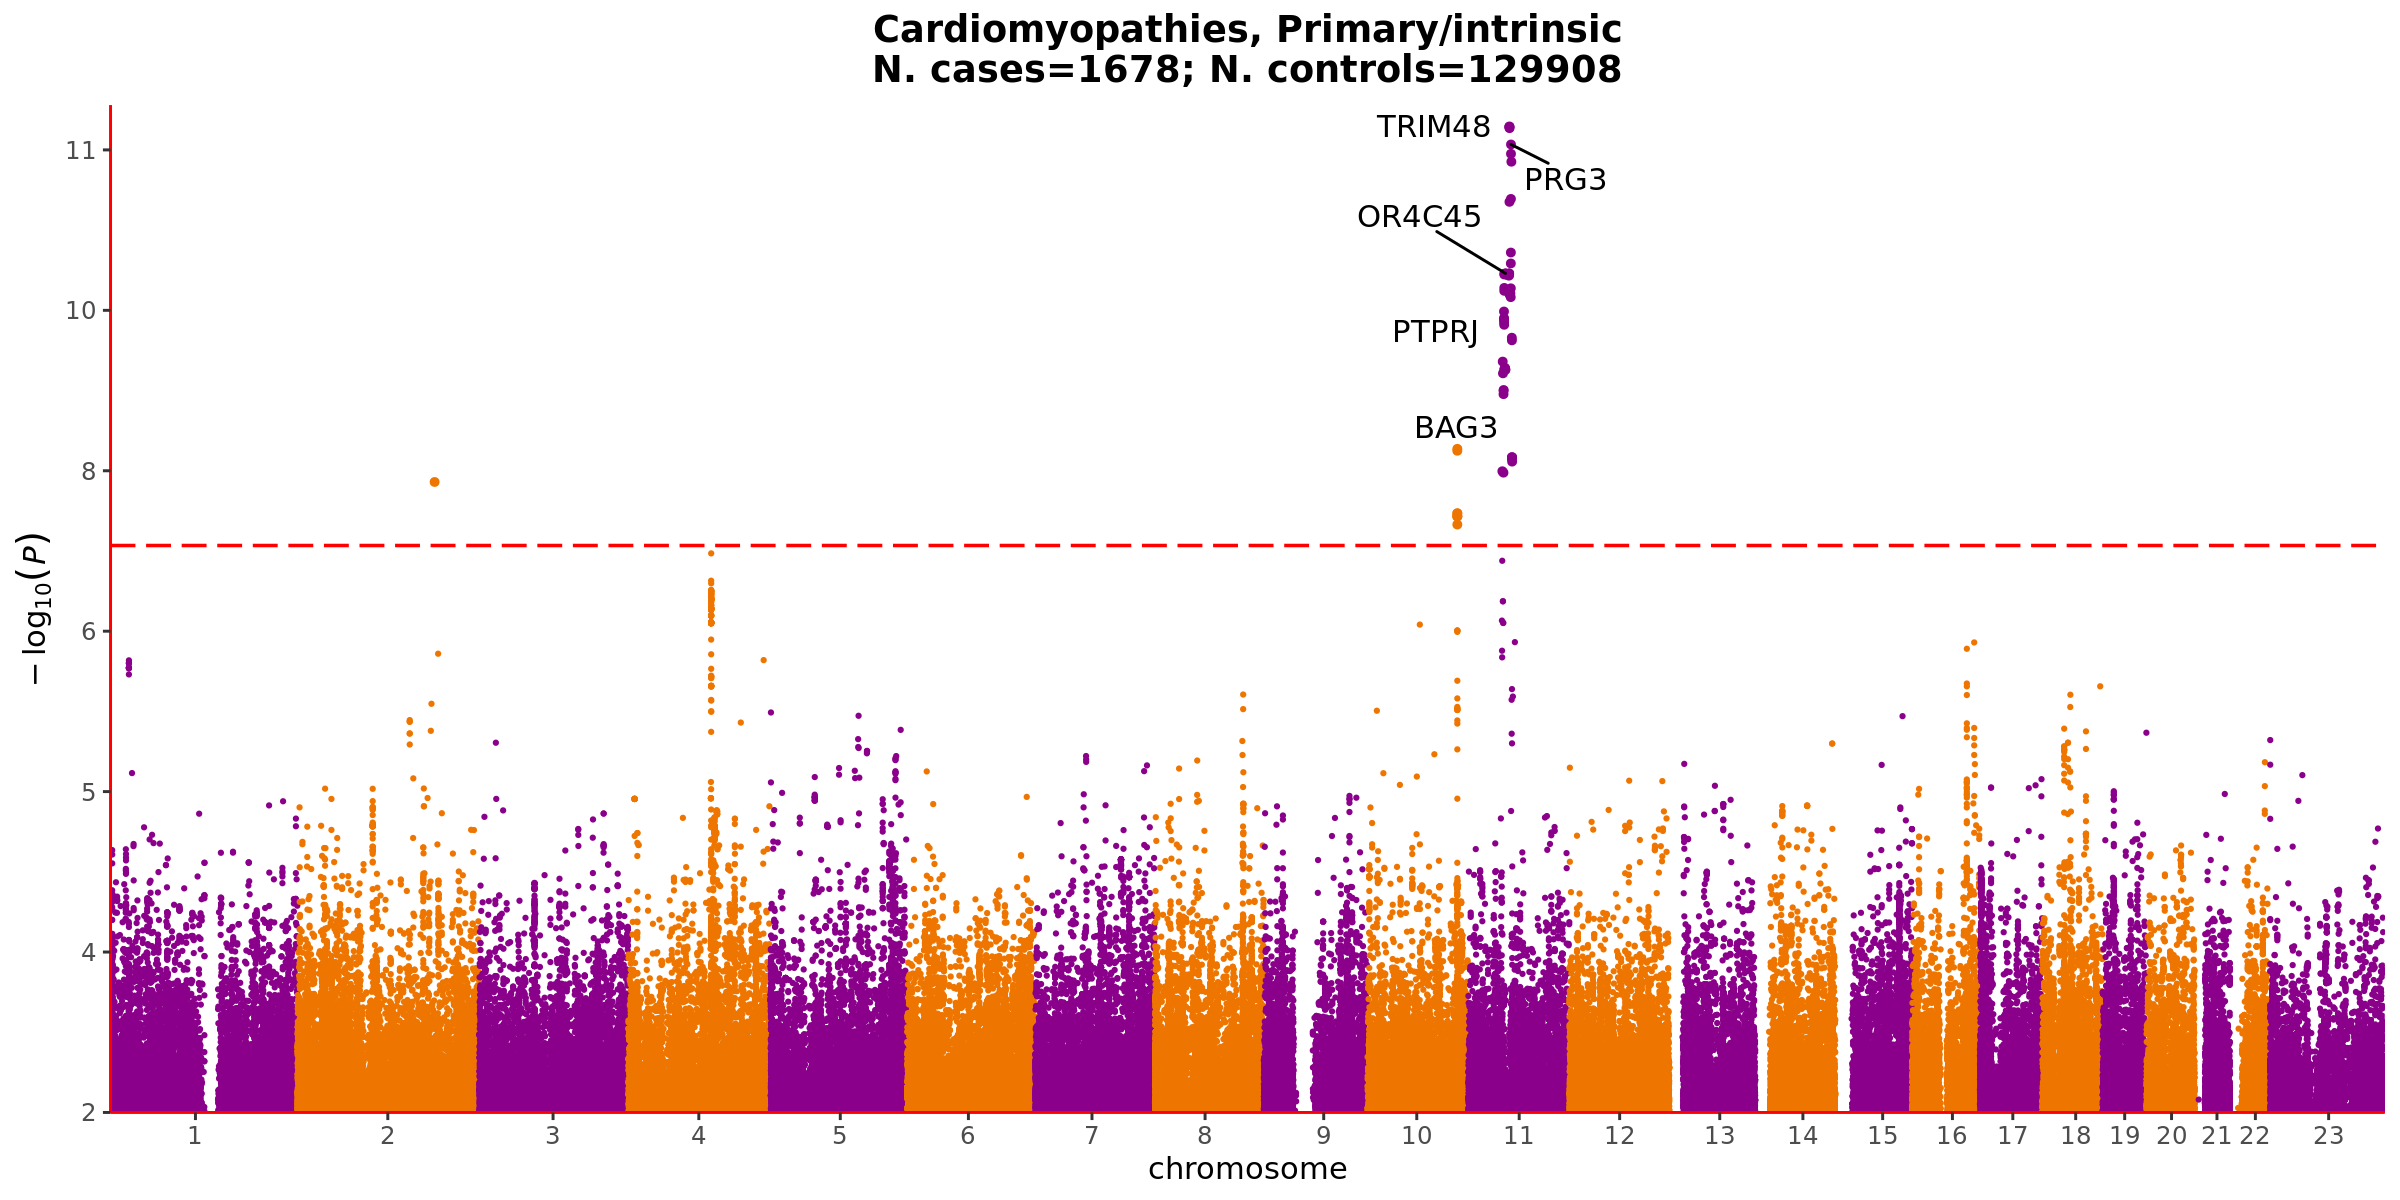 Cardiomyopathies, Primary/intrinsic
N. cases=1678; N. controls=129908
TRIM48
PRG3
OR4C45
PTPRJ
BAG3
11
10
8
6
5
4
2
− log10(P)
1 2 3 4 5 6 7 8 9 10 11 12 13 14 15 16 17 18 19 20 21 22 23
chromosome